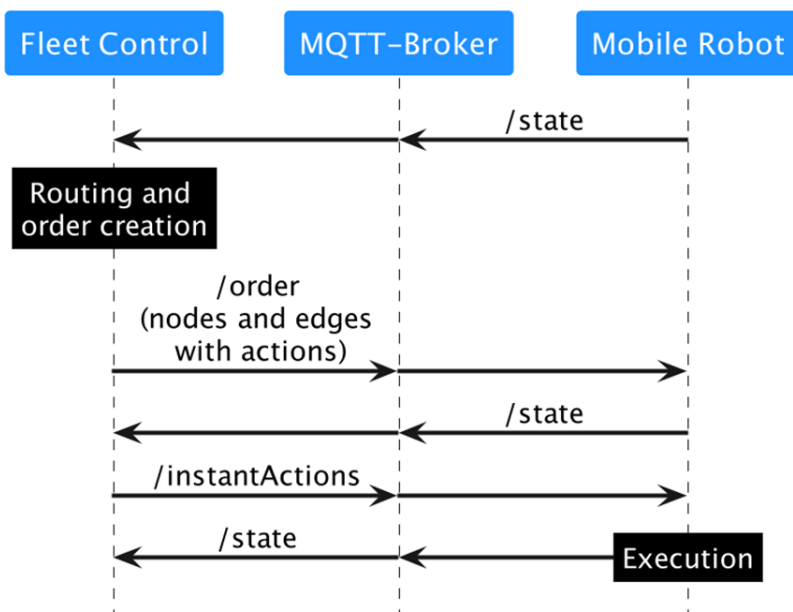 Fleet Control
MQTT-Broker
Mobile Robot
/state
Routing and
order creation
/order
(nodes and edges
with actions)
/state
/instantActions
/state
Execution